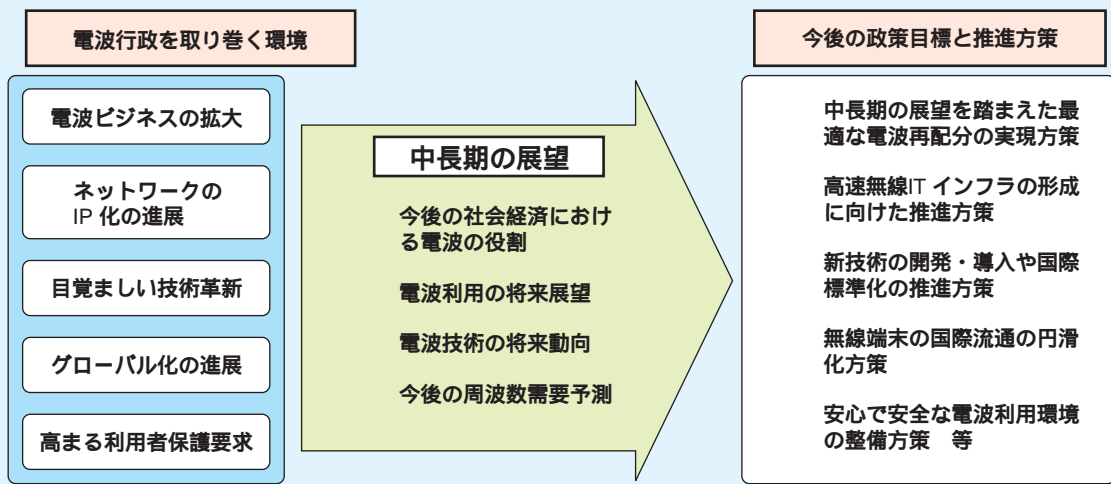 電波行政を取り巻く環境
電波ビジネスの拡大
ネットワークの
IP 化の進展
目覚ましい技術革新
グローバル化の進展
高まる利用者保護要求
中長期の展望
今後の社会経済におけ
る電波の役割
電波利用の将来展望
電波技術の将来動向
今後の周波数需要予測
今後の政策目標と推進方策
中長期の展望を踏まえた最
適な電波再配分の実現方策
高速無線IT インフラの形成
に向けた推進方策
新技術の開発・導入や国際
標準化の推進方策
無線端末の国際流通の円滑
化方策
安心で安全な電波利用環境
の整備方策　等